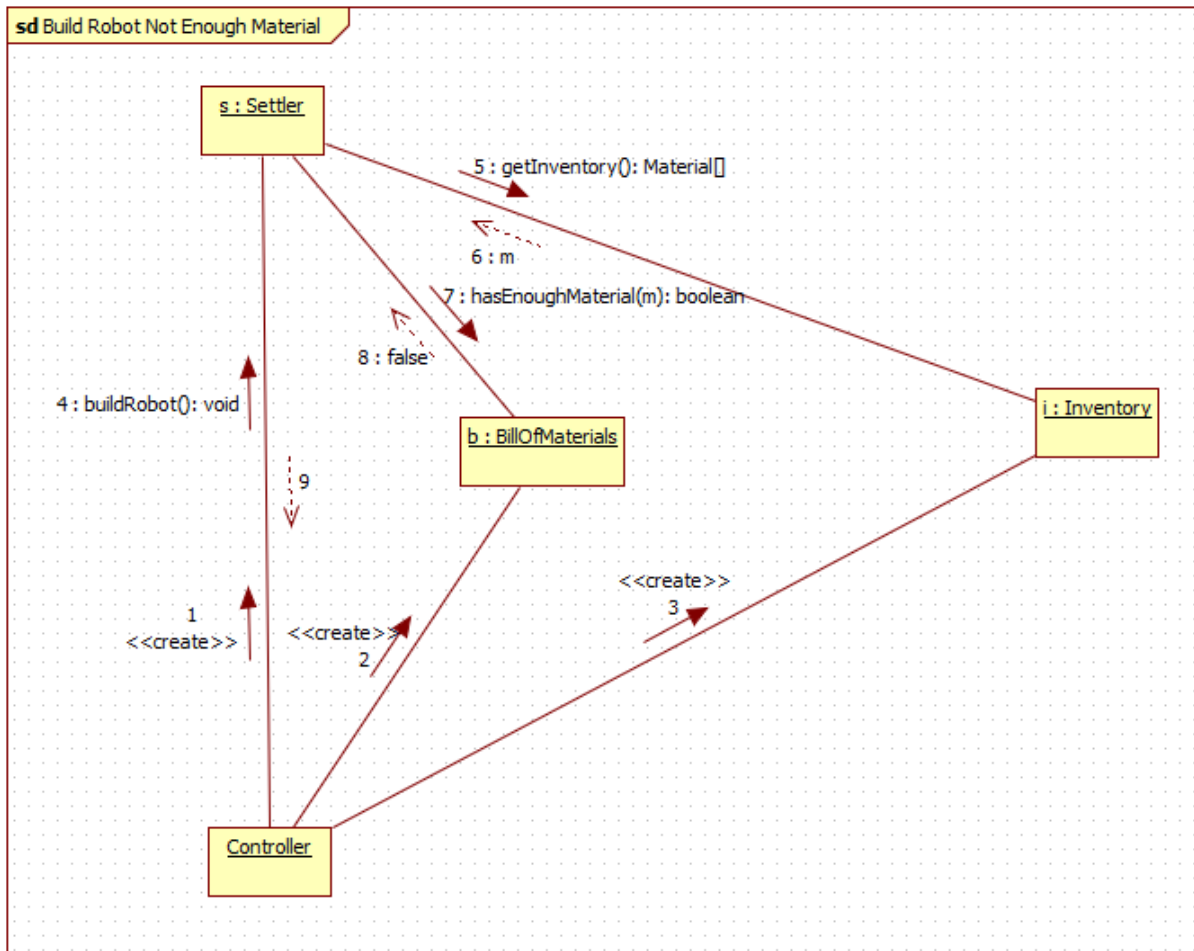 sd Build Robot Not Enough Material
s : Settler
5 : getInventory(): Material[]
6 : m
7 : hasEnoughMaterial(m): boolean
8 : false
4 : buildRobot(): void
i : Inventory
b : BillOfMaterials
9
<<create>>
3
1
<<create>>
<<create>>
2
Controller